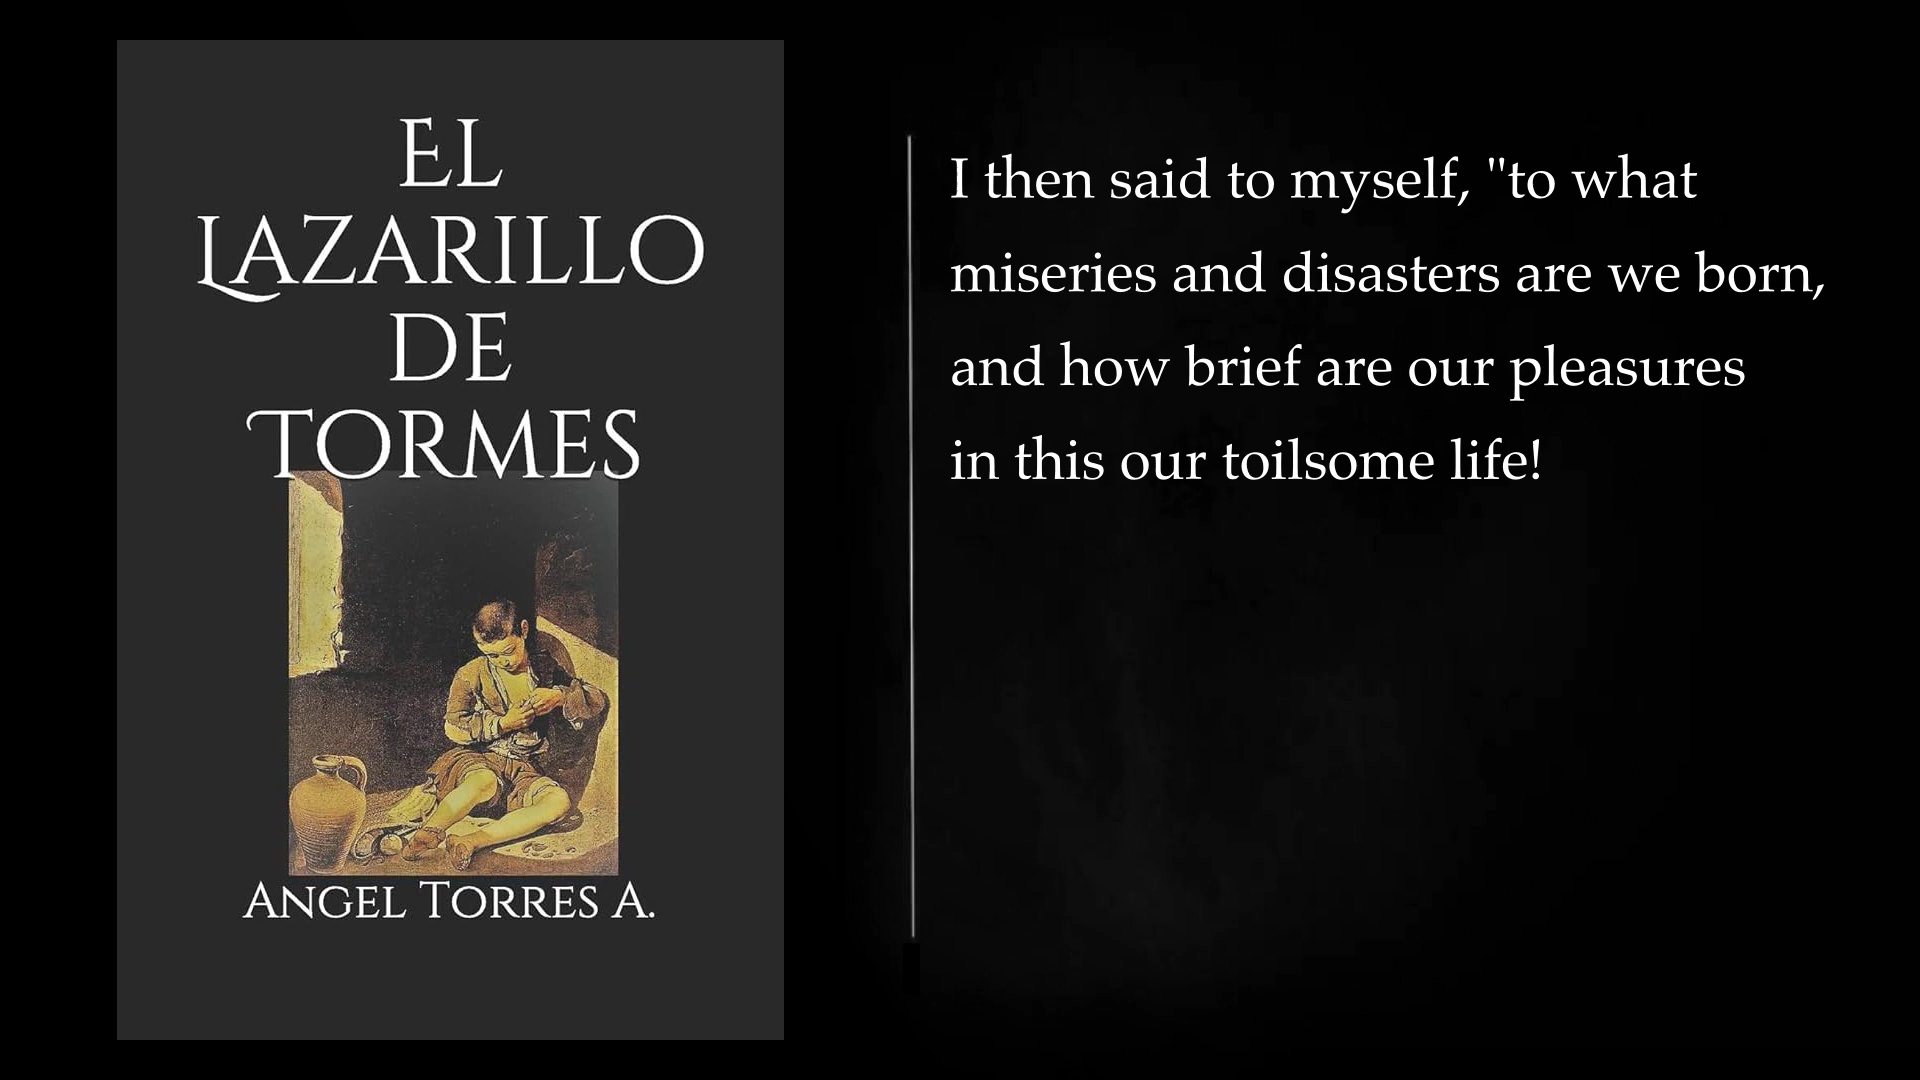 EL
LAZARILLO
DE
TORMES
ANGEL TORRES A.
I then said to myself, "to what
miseries and disasters are we born,
and how brief are our pleasures
in this our toilsome life!